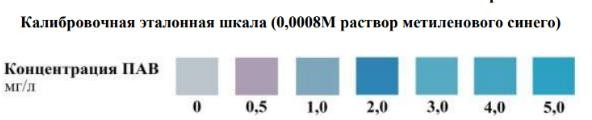 Калибровочная эталонная шкала (0,0008М раствор метиленового синего)
Концентрация ПАВ
мг/л
0 0,5 1,0 2,0 3,0 4,0 5,0